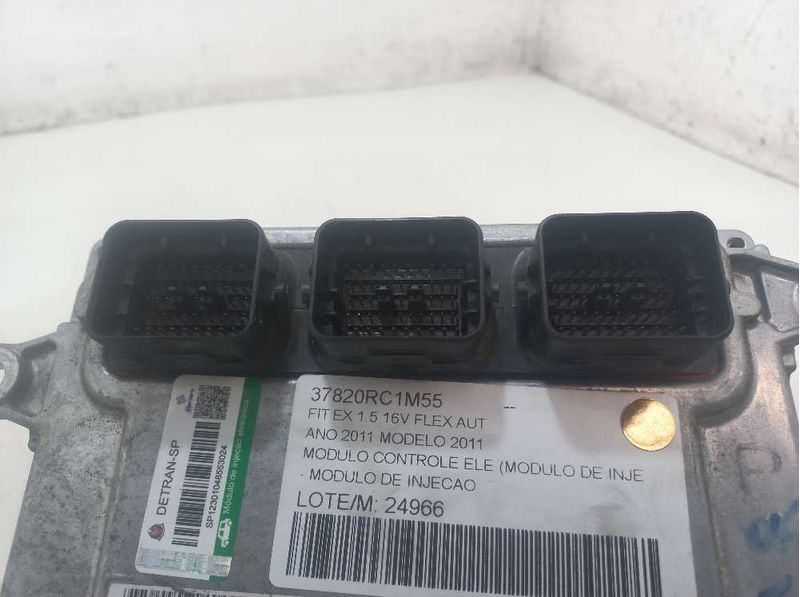 37820RC1M55
--
FIT EX 1.5 16V FLEX AUT
ANO 2011 MODELO 2011
MODULO CONTROLE ELE (MODULO DE INJE
- MODULO DE INJECAO
LOTE/M: 24966
DETRAN-SP
SP12301048553024
Módulo de injeção eletrônica